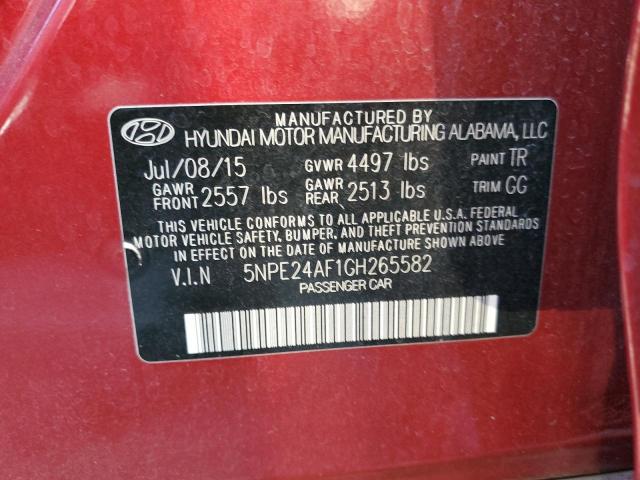 MANUFACTURED BY
HYUNDAI MOTOR MANUFACTURING ALABAMA, LLC
Jul/08/15 GVWR 4497 lbs PAINT TR
GAWR FRONT 2557 lbs GAWR REAR 2513 lbs TRIM GG
THIS VEHICLE CONFORMS TO ALL APPLICABLE U.S.A. FEDERAL
MOTOR VEHICLE SAFETY, BUMPER, AND THEFT PREVENTION STANDARDS
IN EFFECT ON THE DATE OF MANUFACTURE SHOWN ABOVE
V.I.N 5NPE24AF1GH265582
PASSENGER CAR